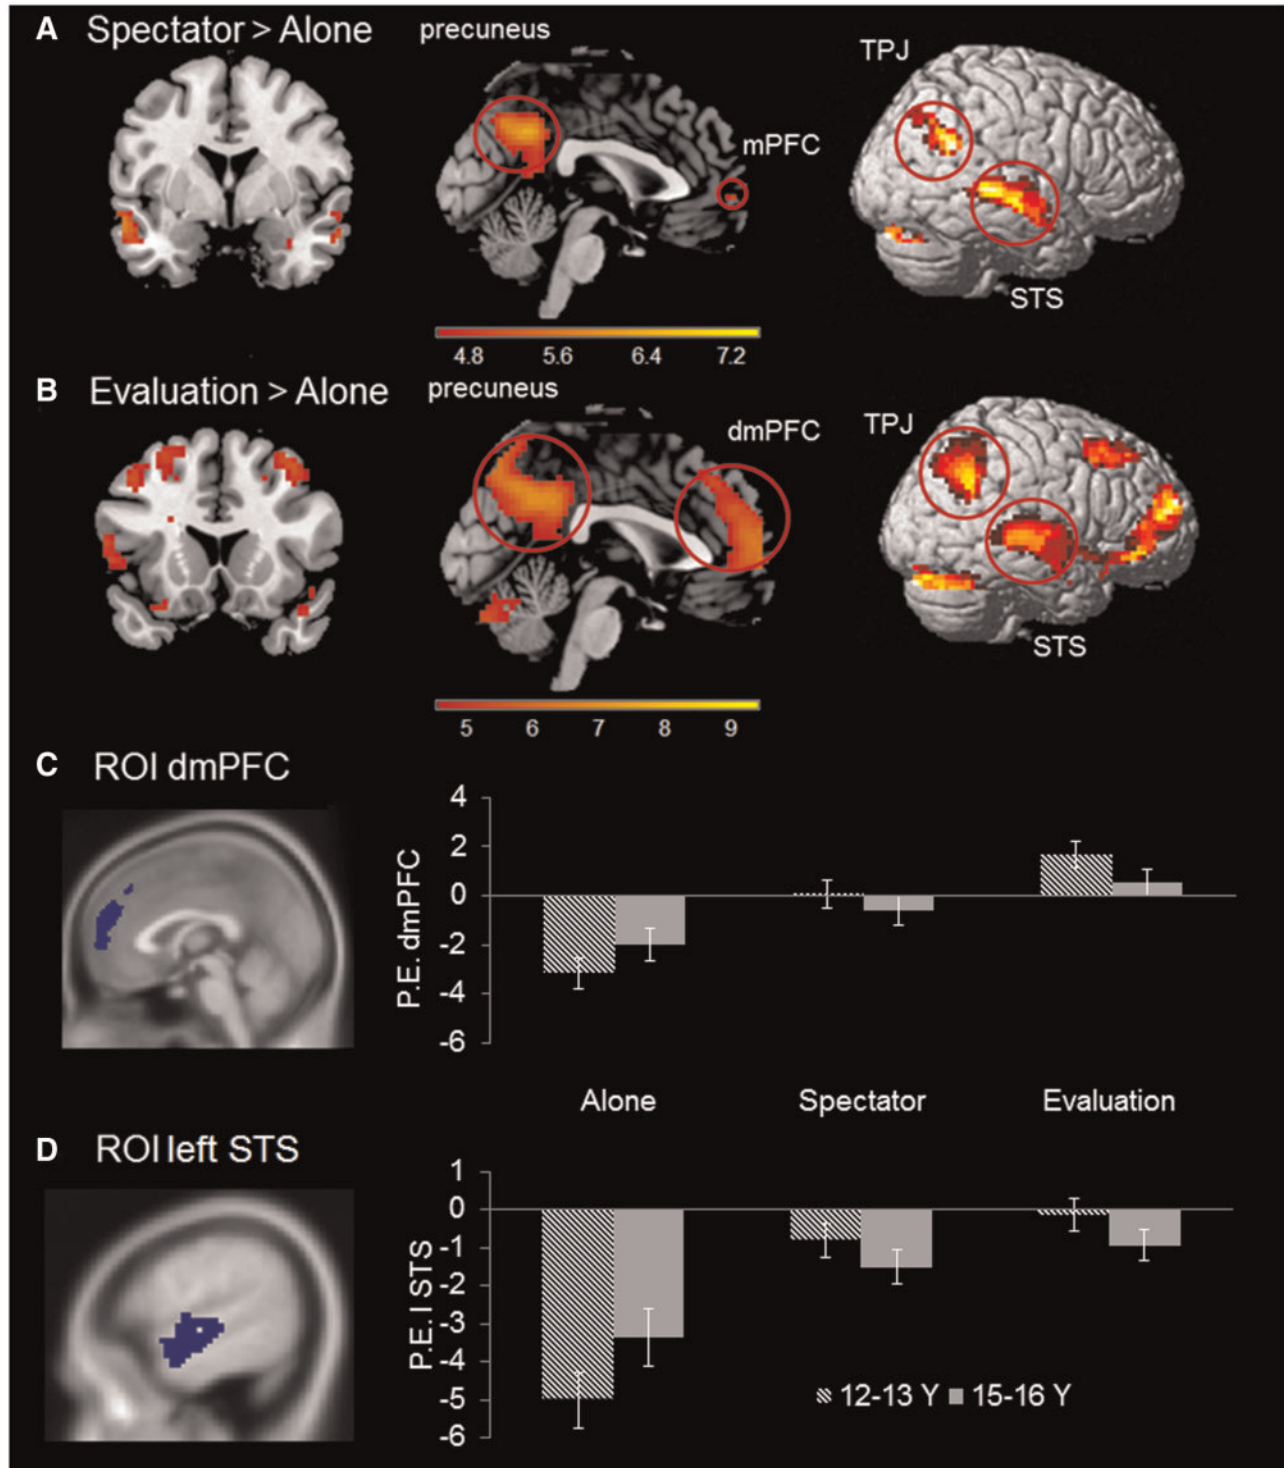 A Spectator > Alone
precuneus
mPFC
TPJ
STS
4.8 5.6 6.4 7.2
B Evaluation > Alone
precuneus
dmPFC
TPJ
STS
5 6 7 8 9
C ROI dmPFC
P.E. dmPFC
4
2
0
-2
-4
-6
Alone Spectator Evaluation
D ROI left STS
P.E. l STS
1
0
-1
-2
-3
-4
-5
-6
12-13 Y 15-16 Y